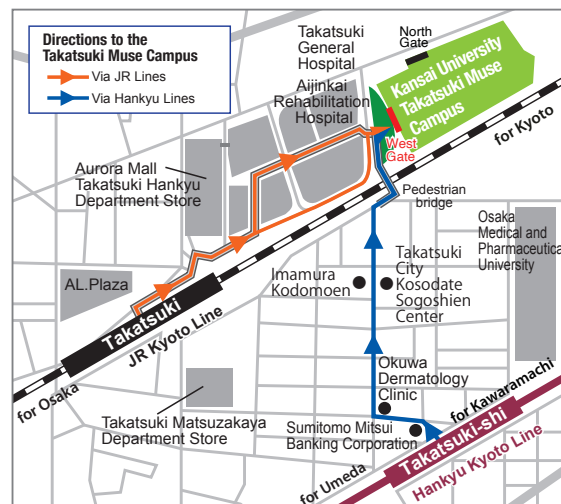 Directions to the
Takatsuki Muse Campus
Via JR Lines
Via Hankyu Lines
Takatsuki
General
Hospital
North
Gate
Aijinkai
Rehabilitation
Hospital
Kansai University
Takatsuki Muse
Campus
for Kyoto
West
Gate
Aurora Mall
Takatsuki Hankyu
Department Store
Pedestrian
bridge
Osaka
Medical and
Pharmaceutical
University
AL.Plaza
Takatsuki
JR Kyoto Line
Imamura
Kodomoen
Takatsuki
City
Kosodate
Sogoshien
Center
for Osaka
Takatsuki Matsuzakaya
Department Store
Okuwa
Dermatology
Clinic
Sumitomo Mitsui
Banking Corporation
for Kawaramachi
Takatsuki-shi
Hankyu Kyoto Line
for Umeda